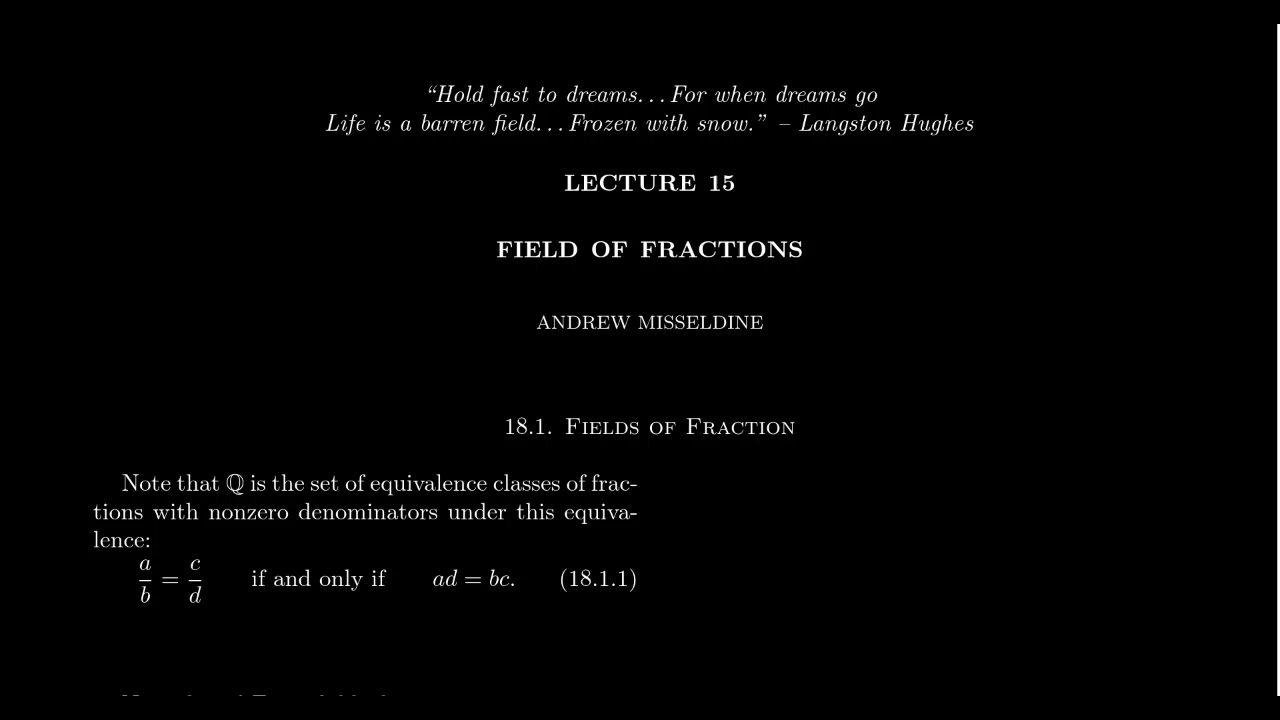 “Hold fast to dreams. . . For when dreams go
Life is a barren field. . . Frozen with snow.” – Langston Hughes
LECTURE 15
FIELD OF FRACTIONS
ANDREW MISSELDINE
18.1. Fields of Fraction
Note that ℚ is the set of equivalence classes of frac-
tions with nonzero denominators under this equiva-
lence:
a/b = c/d if and only if ad = bc. (18.1.1)